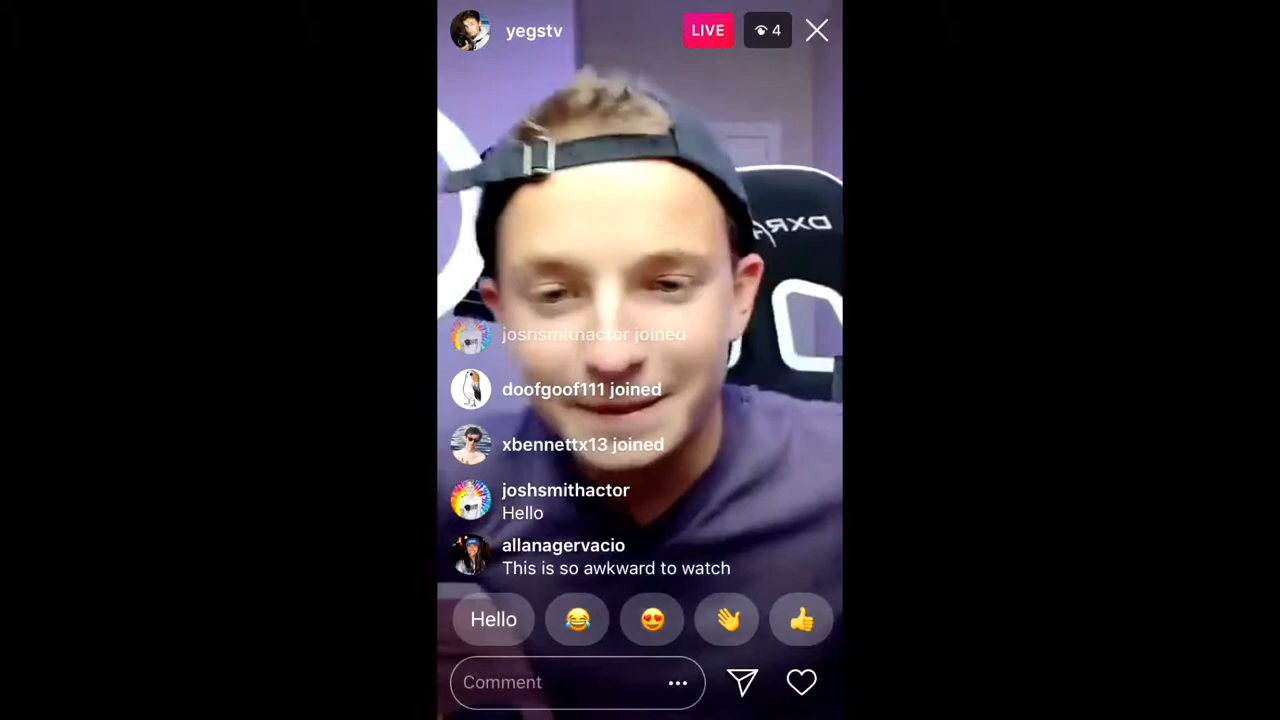 yegstv
LIVE
4
DXRA
joshsmithactor joined
doofgoof111 joined
xbennettx13 joined
joshsmithactor
Hello
allanagervacio
This is so awkward to watch
Hello
Comment